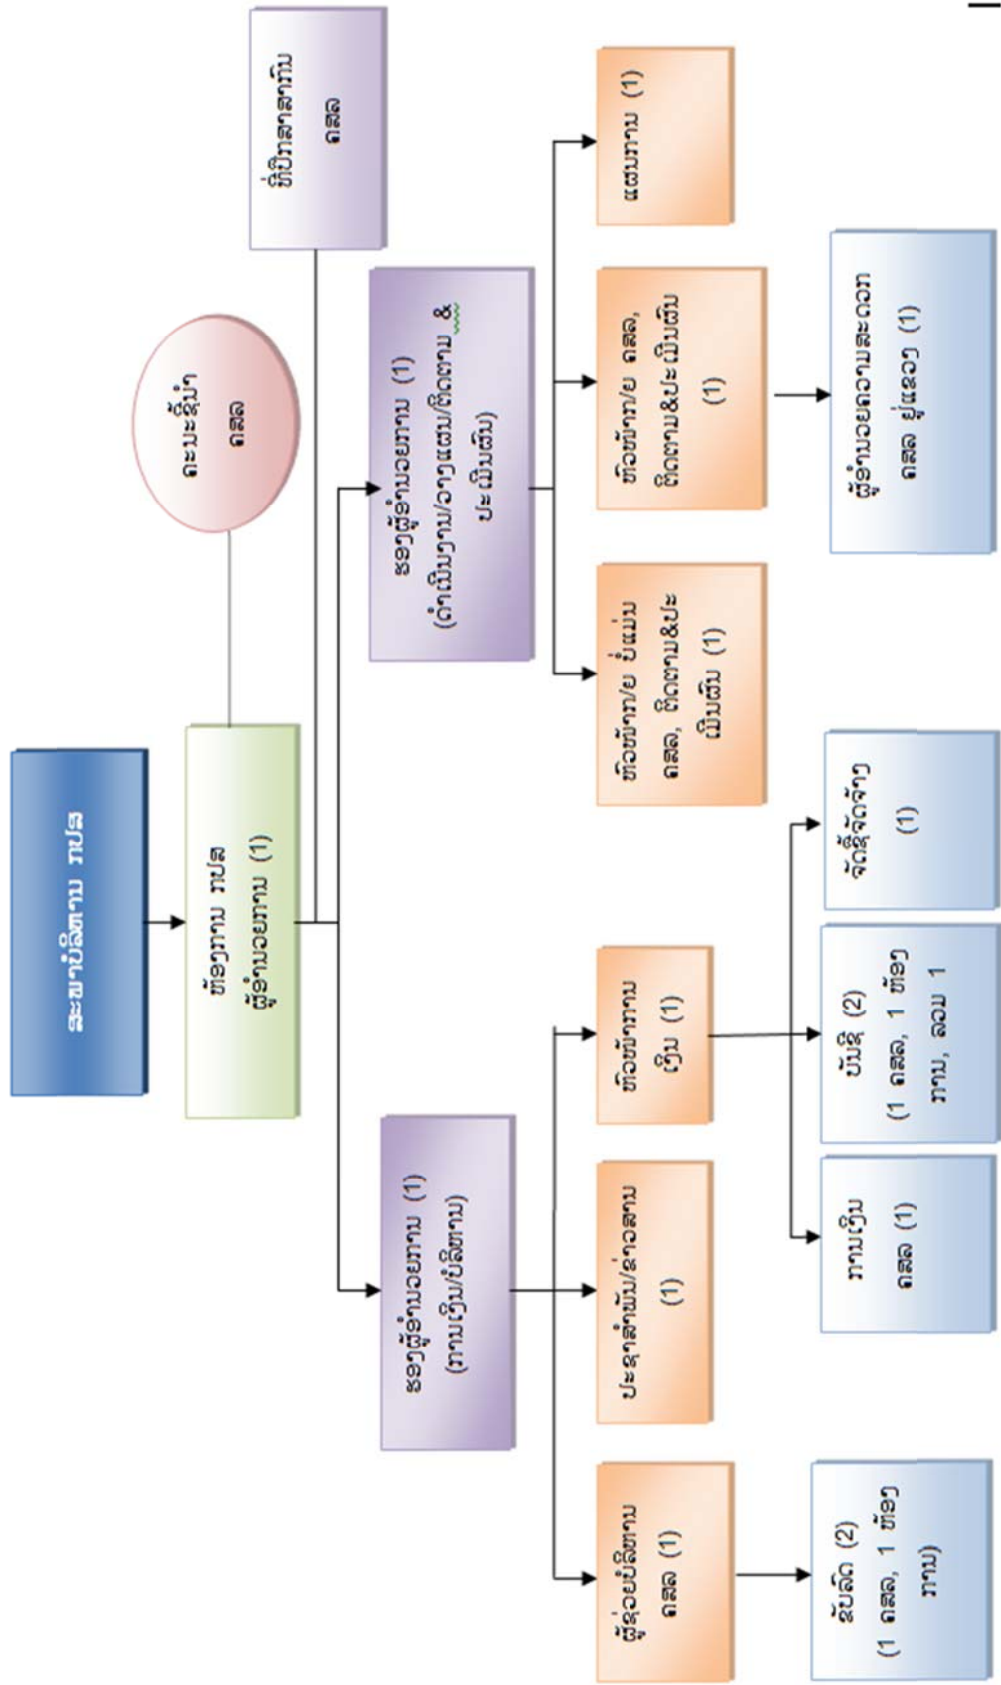 ສະພາບໍລິຫານ ກປສ
ຫ້ອງການ ກປສ
ຜູ້ອຳນວຍການ (1)
ຄະນະຊີ້ນຳ
ຄສລ
ທີ່ປຶກສາສາກົນ
ຄສລ
ຮອງຜູ້ອຳນວຍການ (1)
(ການເງິນ/ບໍລິຫານ)
ຮອງຜູ້ອຳນວຍການ (1)
(ດຳເນີນງານ/ວາງແຜນ/ຕິດຕາມ &
ປະເມີນຜົນ)
ຜູ້ຊ່ວຍບໍລິຫານ
ຄສລ (1)
ປະຊາສຳພັນ/ຂ່າວສານ
(1)
ຫົວໜ້າການ
ເງິນ (1)
ຫົວໜ້າກ/ຍ ບໍ່ແມ່ນ
ຄສລ, ຕິດຕາມ&ປະ
ເມີນຜົນ (1)
ຫົວໜ້າກ/ຍ ຄສລ,
ຕິດຕາມ&ປະເມີນຜົນ
(1)
ແຜນການ (1)
ຂັບລົດ (2)
(1 ຄສລ, 1 ຫ້ອງ
ການ)
ການເງິນ
ຄສລ (1)
ບັນຊີ (2)
(1 ຄສລ, 1 ຫ້ອງ
ການ, ລວມ 1
ຈັດຊື້ຈັດຈ້າງ
(1)
ຜູ້ອຳນວຍຄວາມສະດວກ
ຄສລ ຢູ່ແຂວງ (1)